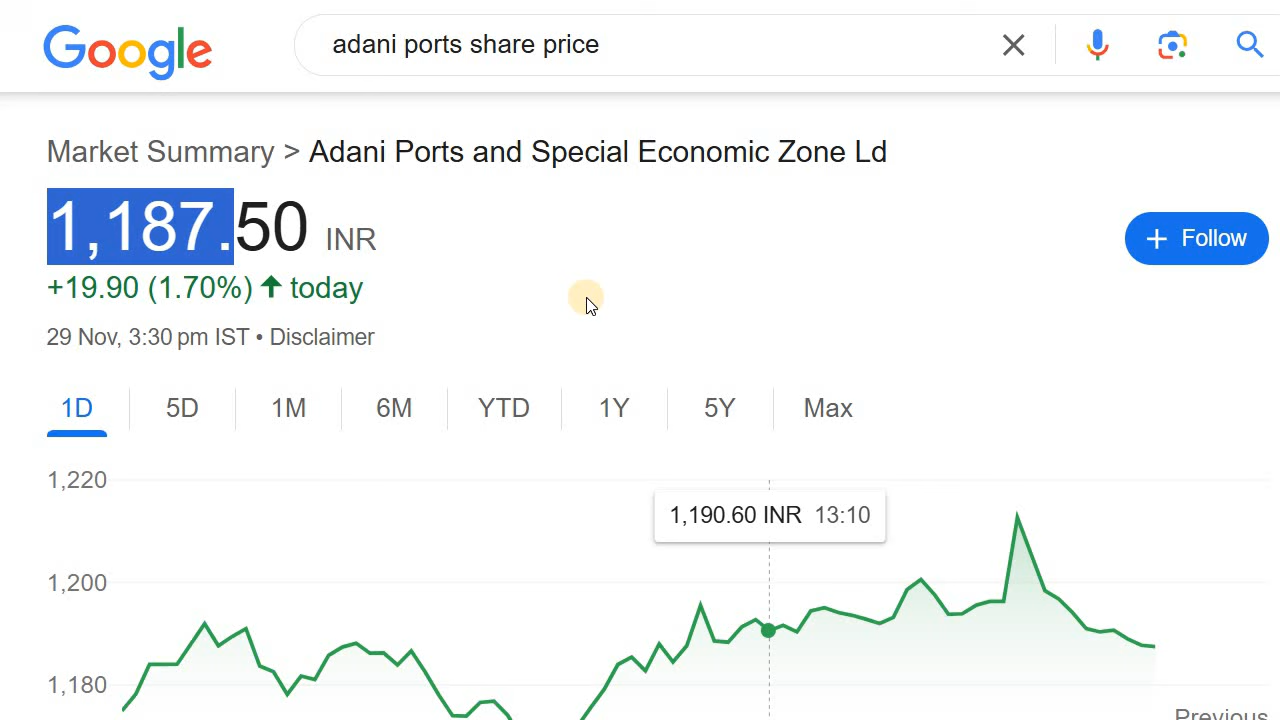 Google
adani ports share price
Market Summary > Adani Ports and Special Economic Zone Ld
1,187.50 INR
+ Follow
+19.90 (1.70%) ↑ today
29 Nov, 3:30 pm IST • Disclaimer
1D 5D 1M 6M YTD 1Y 5Y Max
1,220
1,190.60 INR 13:10
1,200
1,180
Previous